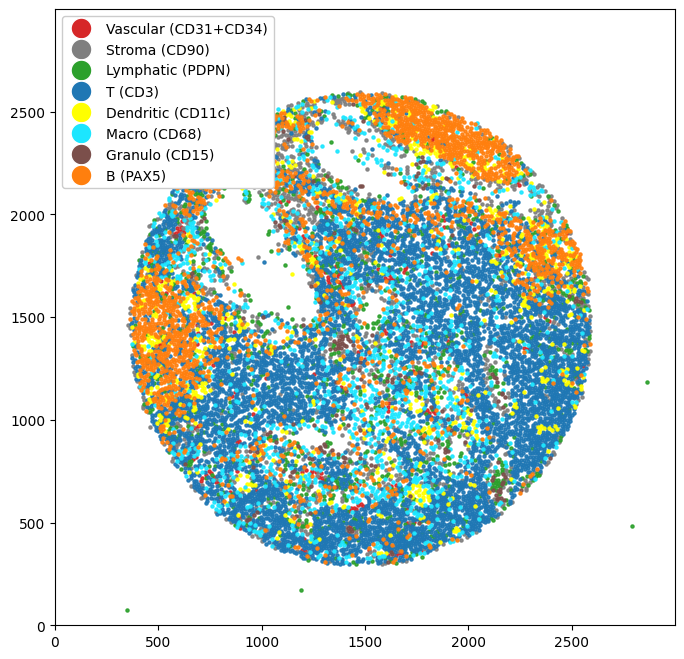 Vascular (CD31+CD34)
Stroma (CD90)
Lymphatic (PDPN)
T (CD3)
Dendritic (CD11c)
Macro (CD68)
Granulo (CD15)
B (PAX5)
2500
2000
1500
1000
500
0
0 500 1000 1500 2000 2500